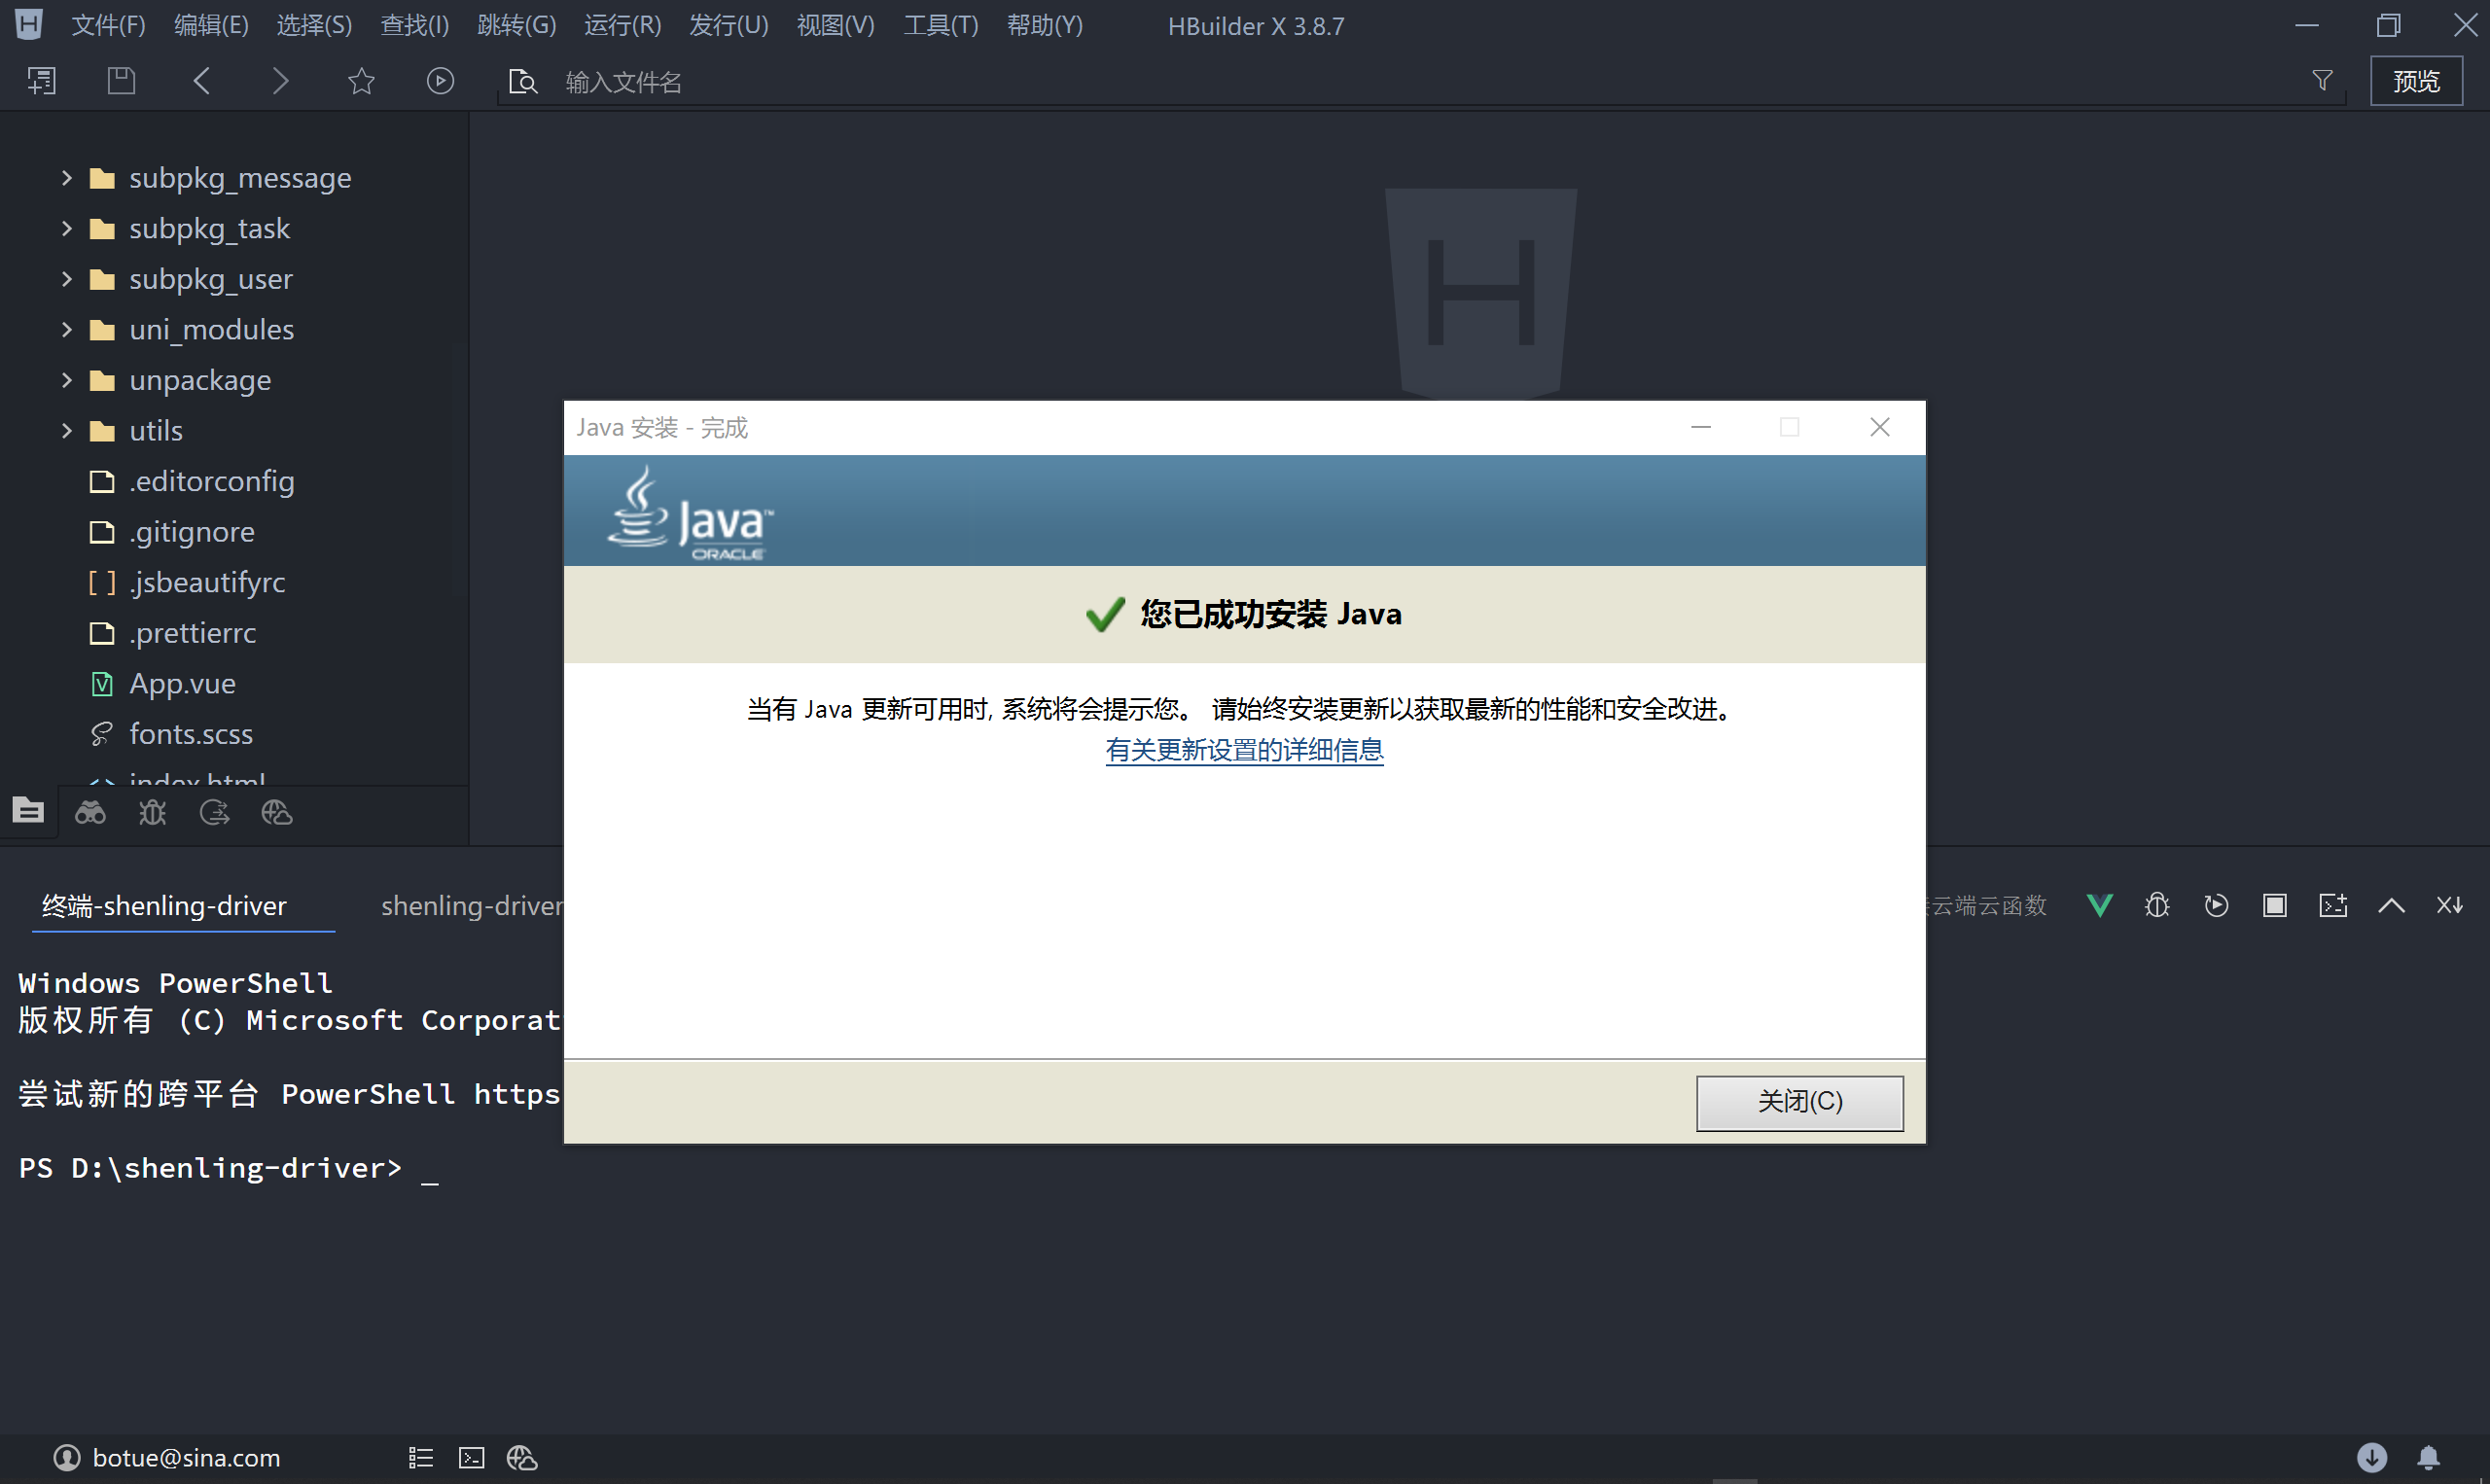 文件(F) 编辑(E) 选择(S) 查找(I) 跳转(G) 运行(R) 发行(U) 视图(V) 工具(T) 帮助(Y) HBuilder X 3.8.7
输入文件名 预览
subpkg_message
subpkg_task
subpkg_user
uni_modules
unpackage
utils
.editorconfig
.gitignore
.jsbeautifyrc
.prettierrc
App.vue
fonts.scss
index.html
Java 安装 - 完成
Java™
ORACLE
您已成功安装 Java
当有 Java 更新可用时, 系统将会提示您。 请始终安装更新以获取最新的性能和安全改进。
有关更新设置的详细信息
关闭(C)
终端-shenling-driver shenling-driver 云端云函数
Windows PowerShell
版权所有 (C) Microsoft Corporat
尝试新的跨平台 PowerShell https
PS D:\shenling-driver> _
botue@sina.com